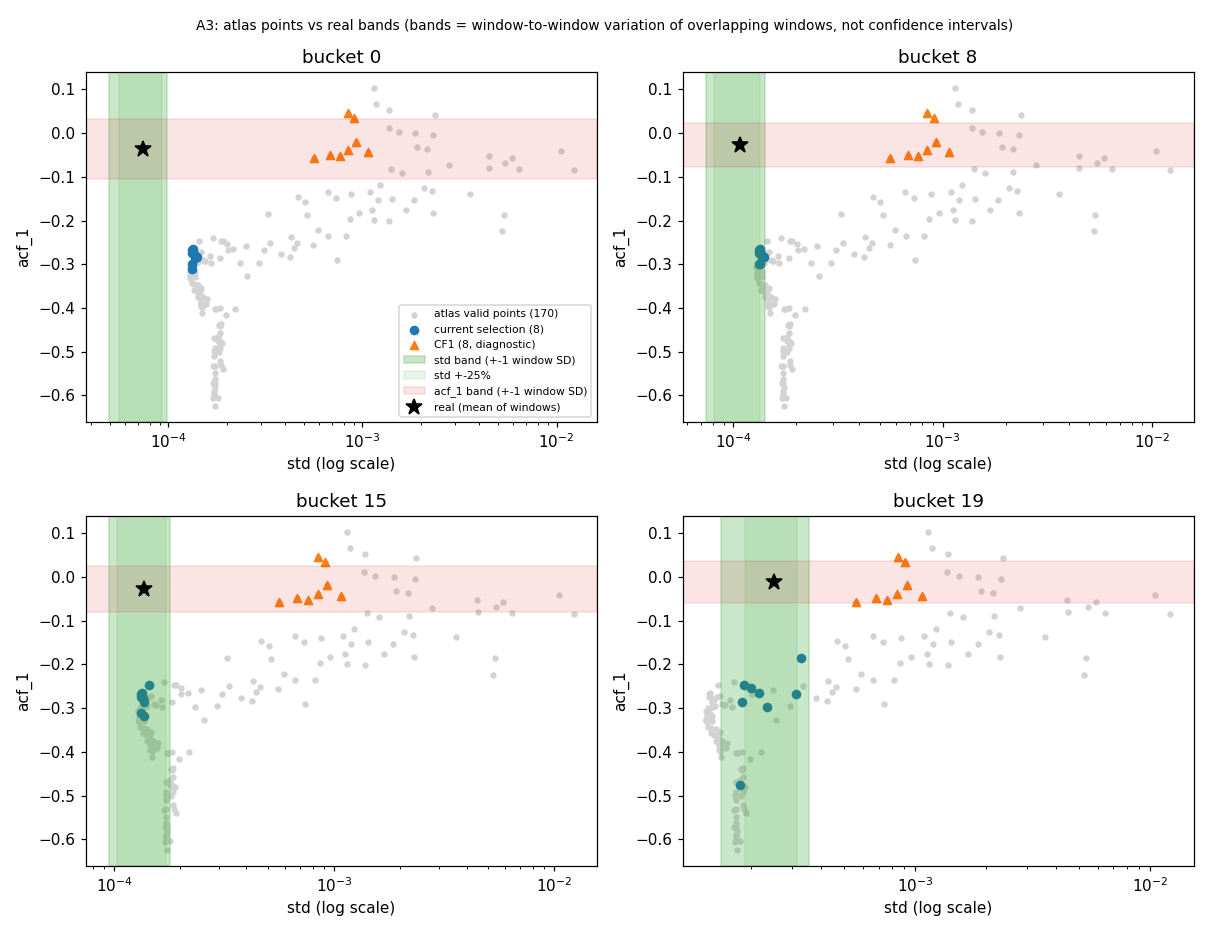 A3: atlas points vs real bands (bands = window-to-window variation of overlapping windows, not confidence intervals)
bucket 0
0.1
0.0
−0.1
−0.2
−0.3
−0.4
−0.5
−0.6
acf_1
10⁻⁴
10⁻³
10⁻²
std (log scale)
atlas valid points (170)
current selection (8)
CF1 (8, diagnostic)
std band (+-1 window SD)
std +-25%
acf_1 band (+-1 window SD)
real (mean of windows)
bucket 8
0.1
0.0
−0.1
−0.2
−0.3
−0.4
−0.5
−0.6
acf_1
10⁻⁴
10⁻³
10⁻²
std (log scale)
bucket 15
0.1
0.0
−0.1
−0.2
−0.3
−0.4
−0.5
−0.6
acf_1
10⁻⁴
10⁻³
10⁻²
std (log scale)
bucket 19
0.1
0.0
−0.1
−0.2
−0.3
−0.4
−0.5
−0.6
acf_1
10⁻³
10⁻²
std (log scale)